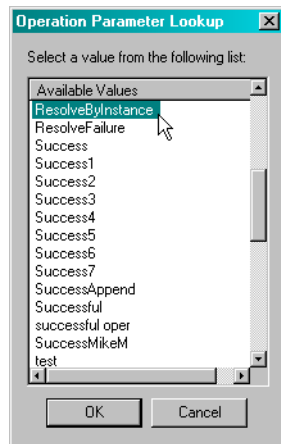 Operation Parameter Lookup
Select a value from the following list:
Available Values
ResolveByInstance
ResolveFailure
Success
Success1
Success2
Success3
Success4
Success5
Success6
Success7
SuccessAppend
Successful
successful oper
SuccessMikeM
test
OK Cancel